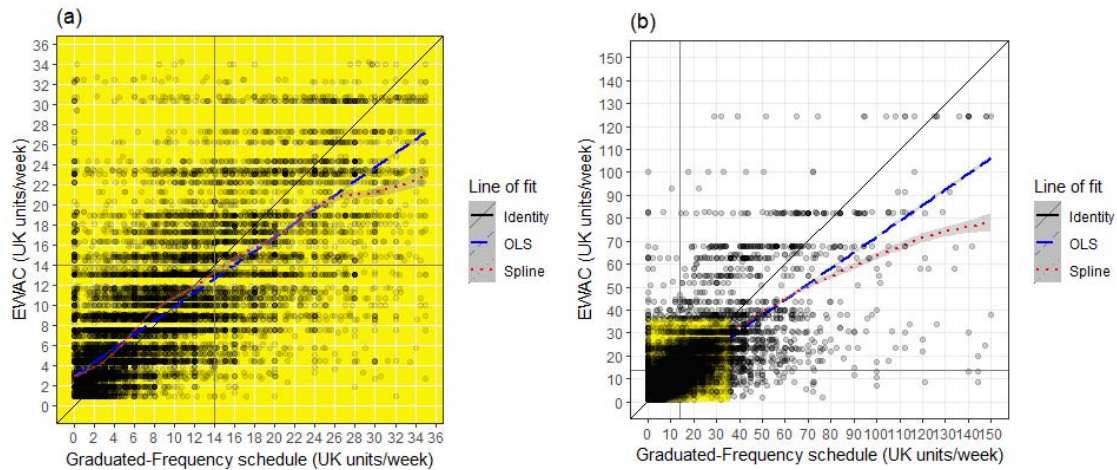 (a)
EWAC (UK units/week)
36
34
32
30
28
26
24
22
20
18
16
14
12
10
8
6
4
2
0
0 2 4 6 8 10 12 14 16 18 20 22 24 26 28 30 32 34 36
Graduated-Frequency schedule (UK units/week)
Line of fit
Identity
OLS
Spline
(b)
EWAC (UK units/week)
150
140
130
120
110
100
90
80
70
60
50
40
30
20
10
0
0 10 20 30 40 50 60 70 80 90 100 110 120 130 140 150
Graduated-Frequency schedule (UK units/week)
Line of fit
Identity
OLS
Spline